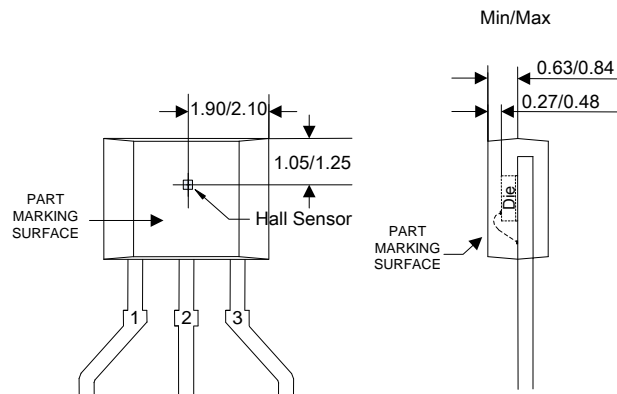 Min/Max
0.63/0.84
0.27/0.48
1.90/2.10
1.05/1.25
PART
MARKING
SURFACE
Hall Sensor
Die
PART
MARKING
SURFACE
1
2
3